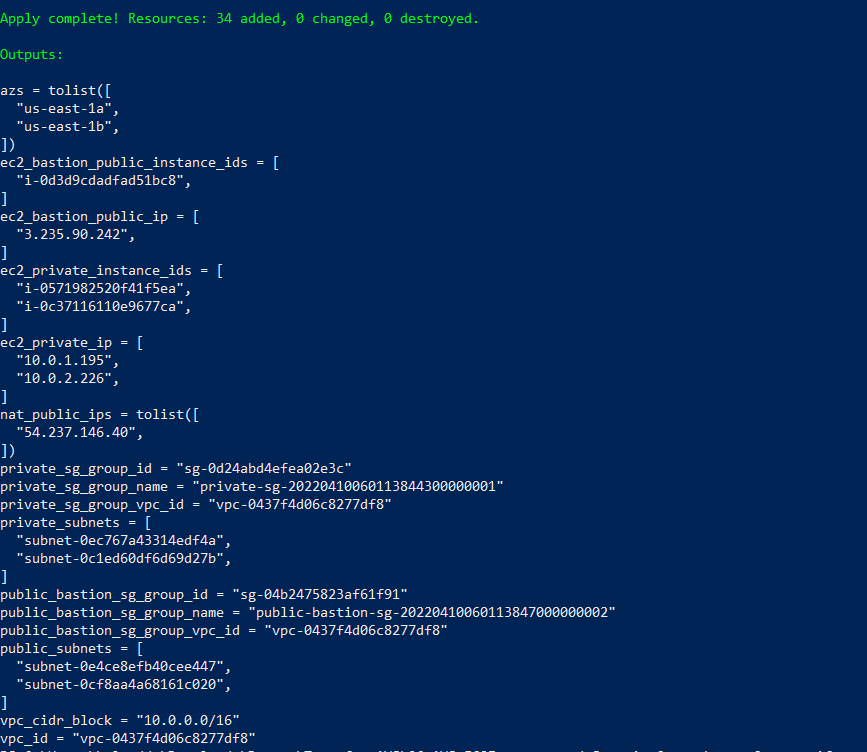 Apply complete! Resources: 34 added, 0 changed, 0 destroyed.
Outputs:
azs = tolist([
  "us-east-1a",
  "us-east-1b",
])
ec2_bastion_public_instance_ids = [
  "i-0d3d9cdadfad51bc8",
]
ec2_bastion_public_ip = [
  "3.235.90.242",
]
ec2_private_instance_ids = [
  "i-0571982520f41f5ea",
  "i-0c37116110e9677ca",
]
ec2_private_ip = [
  "10.0.1.195",
  "10.0.2.226",
]
nat_public_ips = tolist([
  "54.237.146.40",
])
private_sg_group_id = "sg-0d24abd4efea02e3c"
private_sg_group_name = "private-sg-20220410060113844300000001"
private_sg_group_vpc_id = "vpc-0437f4d06c8277df8"
private_subnets = [
  "subnet-0ec767a43314edf4a",
  "subnet-0c1ed60df6d69d27b",
]
public_bastion_sg_group_id = "sg-04b2475823af61f91"
public_bastion_sg_group_name = "public-bastion-sg-20220410060113847000000002"
public_bastion_sg_group_vpc_id = "vpc-0437f4d06c8277df8"
public_subnets = [
  "subnet-0e4ce8efb40cee447",
  "subnet-0cf8aa4a68161c020",
]
vpc_cidr_block = "10.0.0.0/16"
vpc_id = "vpc-0437f4d06c8277df8"